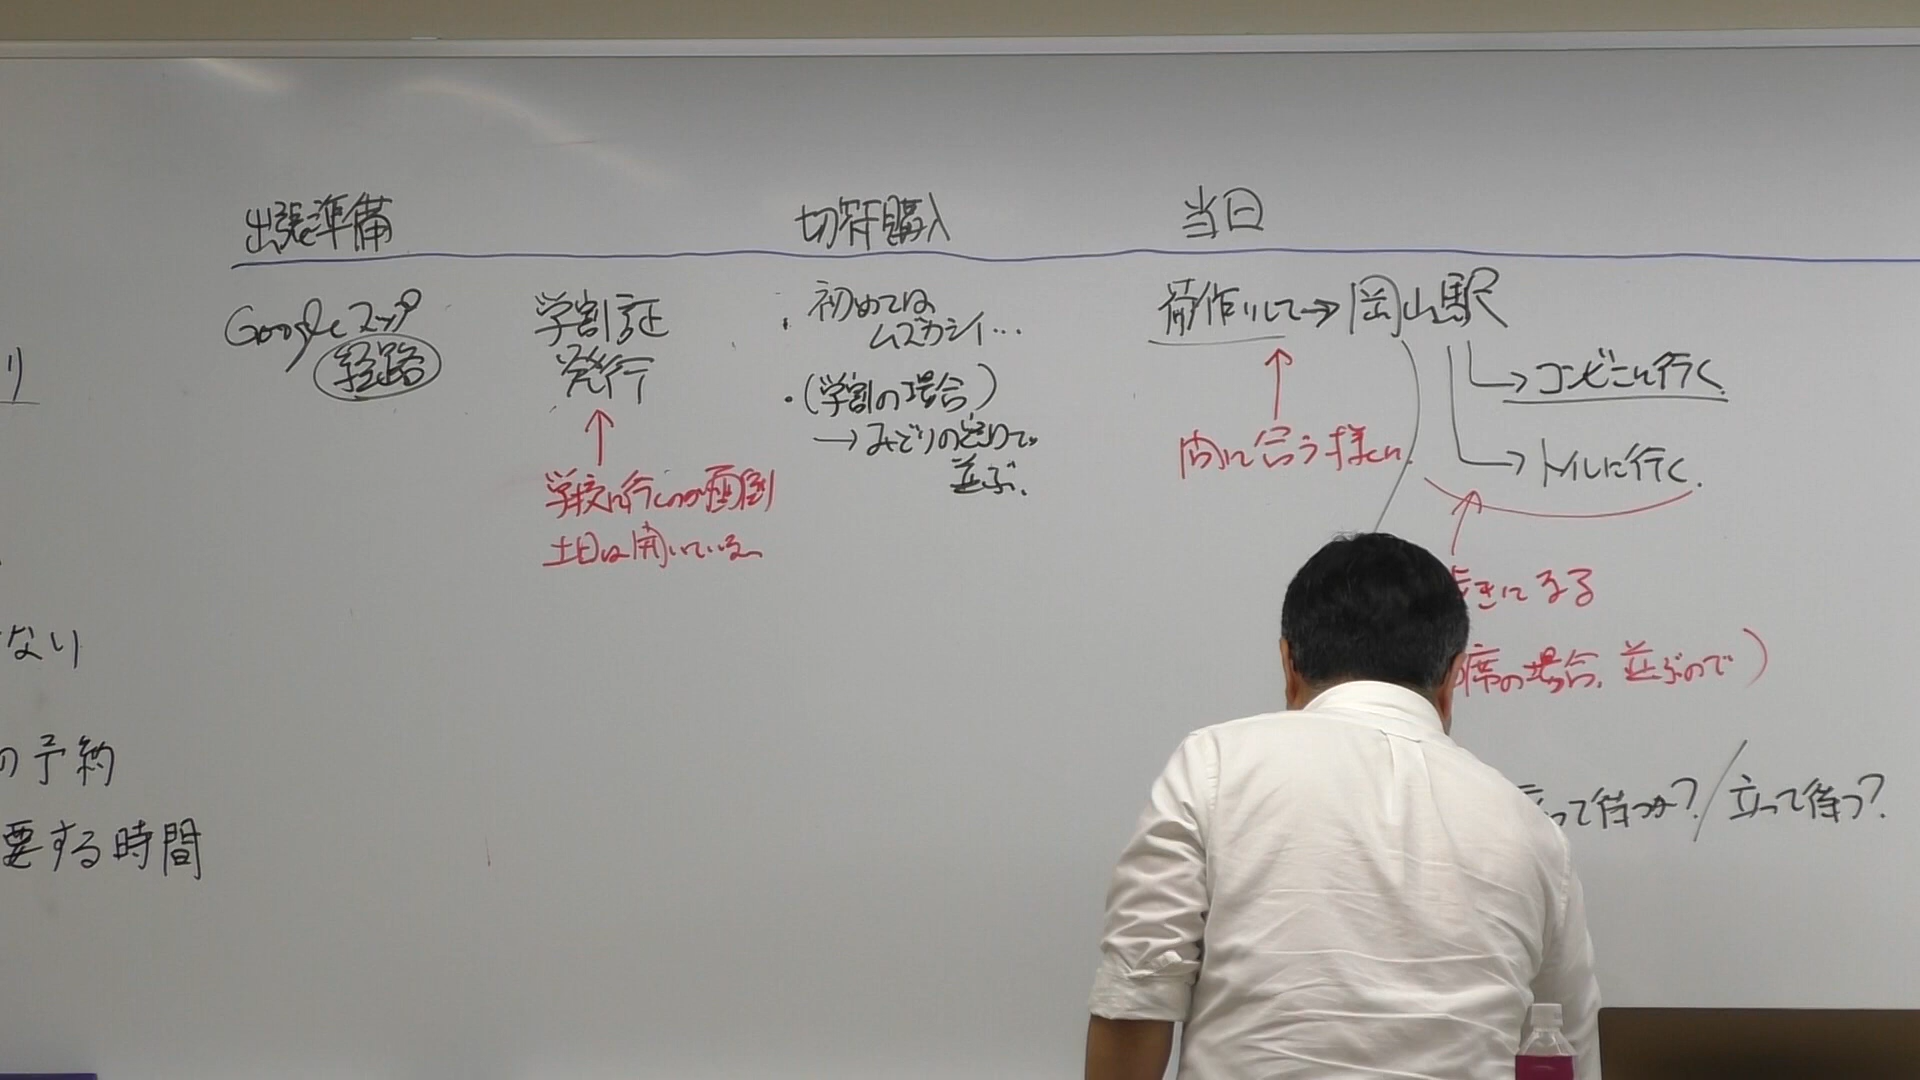 出張準備
Googleマップ
経路
学割証
発行
学校に行くのが面倒
土日は開いている
切符購入
・初めては
ムズカシイ…
・(学割の場合)
→みどりの窓口で
並ぶ.
当日
荷作りして→岡山駅
→コンビニに行く
→トイレに行く.
間に合う様に
きになる
席の場合, 並ぶので)
って待つか?/立って待つ?
り
ない
の予約
要する時間